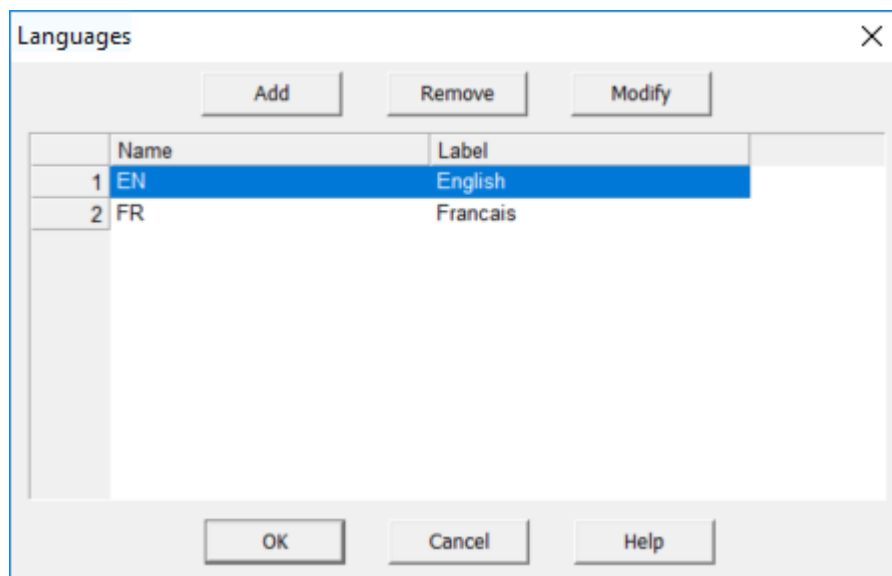 Languages
Add Remove Modify
Name Label
1 EN English
2 FR Francais
OK Cancel Help